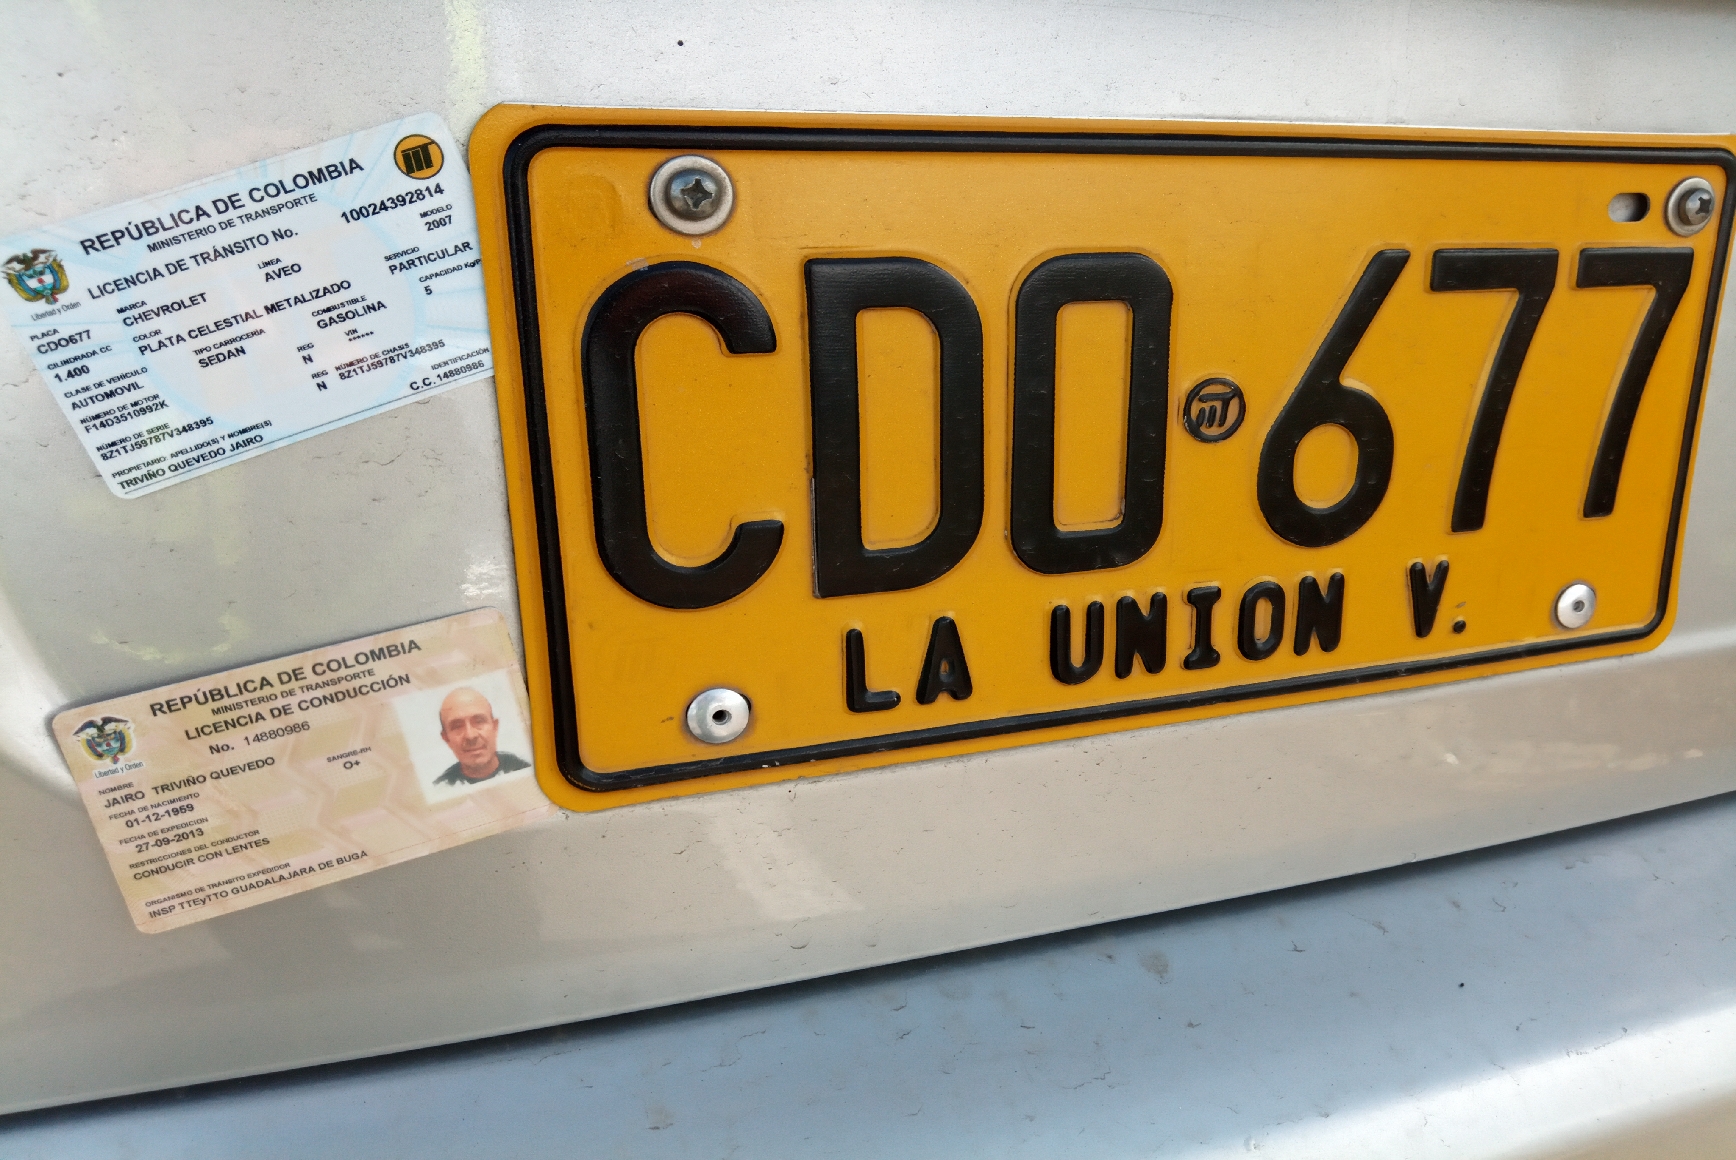 REPÚBLICA DE COLOMBIA
MINISTERIO DE TRANSPORTE
LICENCIA DE TRÁNSITO No. 10024392814
Libertad y Orden
PLACA MARCA LÍNEA MODELO
CDO677 CHEVROLET AVEO 2007
CILINDRADA CC COLOR SERVICIO
1.400 PLATA CELESTIAL METALIZADO PARTICULAR
CLASE DE VEHÍCULO TIPO CARROCERÍA COMBUSTIBLE CAPACIDAD Kg/P
AUTOMOVIL SEDAN GASOLINA 5
NÚMERO DE MOTOR REG VIN
F14D3510992K N ******
NÚMERO DE SERIE REG NÚMERO DE CHASIS
8Z1TJ59787V348395 N 8Z1TJ59787V348395
PROPIETARIO: APELLIDO(S) Y NOMBRE(S) IDENTIFICACIÓN
TRIVIÑO QUEVEDO JAIRO C.C. 14880986
CDO 677
LA UNION V.
REPÚBLICA DE COLOMBIA
MINISTERIO DE TRANSPORTE
LICENCIA DE CONDUCCIÓN
No. 14880986
Libertad y Orden
NOMBRE SANGRE-RH
JAIRO TRIVIÑO QUEVEDO O+
FECHA DE NACIMIENTO
01-12-1959
FECHA DE EXPEDICION
27-09-2013
RESTRICCIONES DEL CONDUCTOR
CONDUCIR CON LENTES
ORGANISMO DE TRÁNSITO EXPEDIDOR
INSP TTEyTTO GUADALAJARA DE BUGA